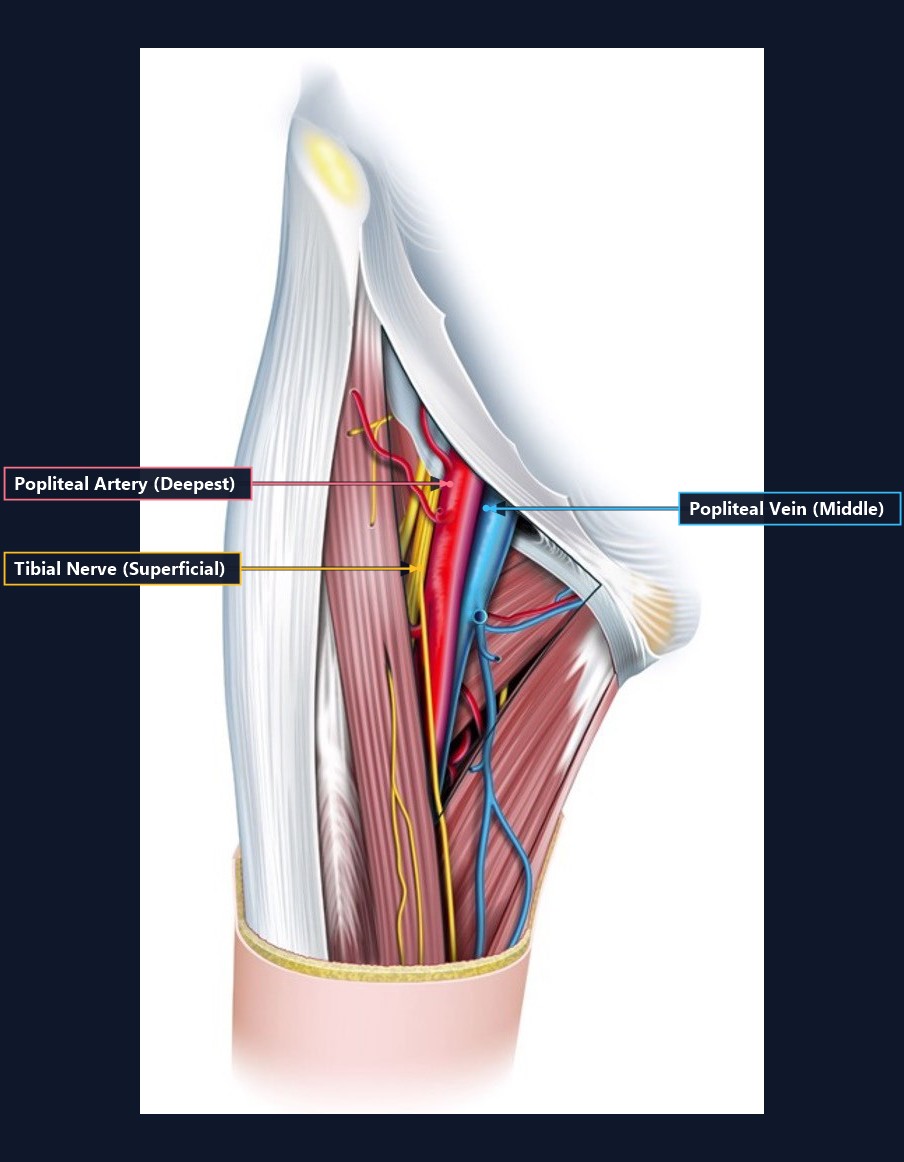 Popliteal Artery (Deepest)
Popliteal Vein (Middle)
Tibial Nerve (Superficial)